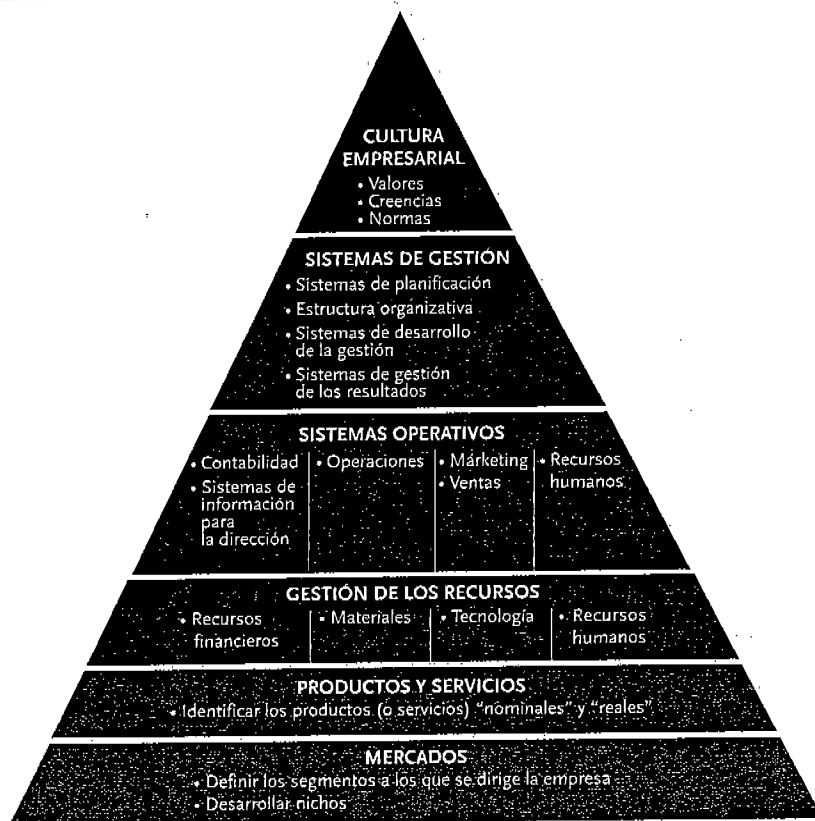 CULTURA
EMPRESARIAL
• Valores
• Creencias
• Normas
SISTEMAS DE GESTIÓN
• Sistemas de planificación
• Estructura organizativa
• Sistemas de desarrollo
de la gestión
• Sistemas de gestión
de los resultados
SISTEMAS OPERATIVOS
• Contabilidad
• Sistemas de
información
para
la dirección
• Operaciones
• Márketing
• Ventas
• Recursos
humanos
GESTIÓN DE LOS RECURSOS
• Recursos
financieros
• Materiales
• Tecnología
• Recursos
humanos
PRODUCTOS Y SERVICIOS
• Identificar los productos (o servicios) “nominales” y “reales”
MERCADOS
• Definir los segmentos a los que se dirige la empresa
• Desarrollar nichos